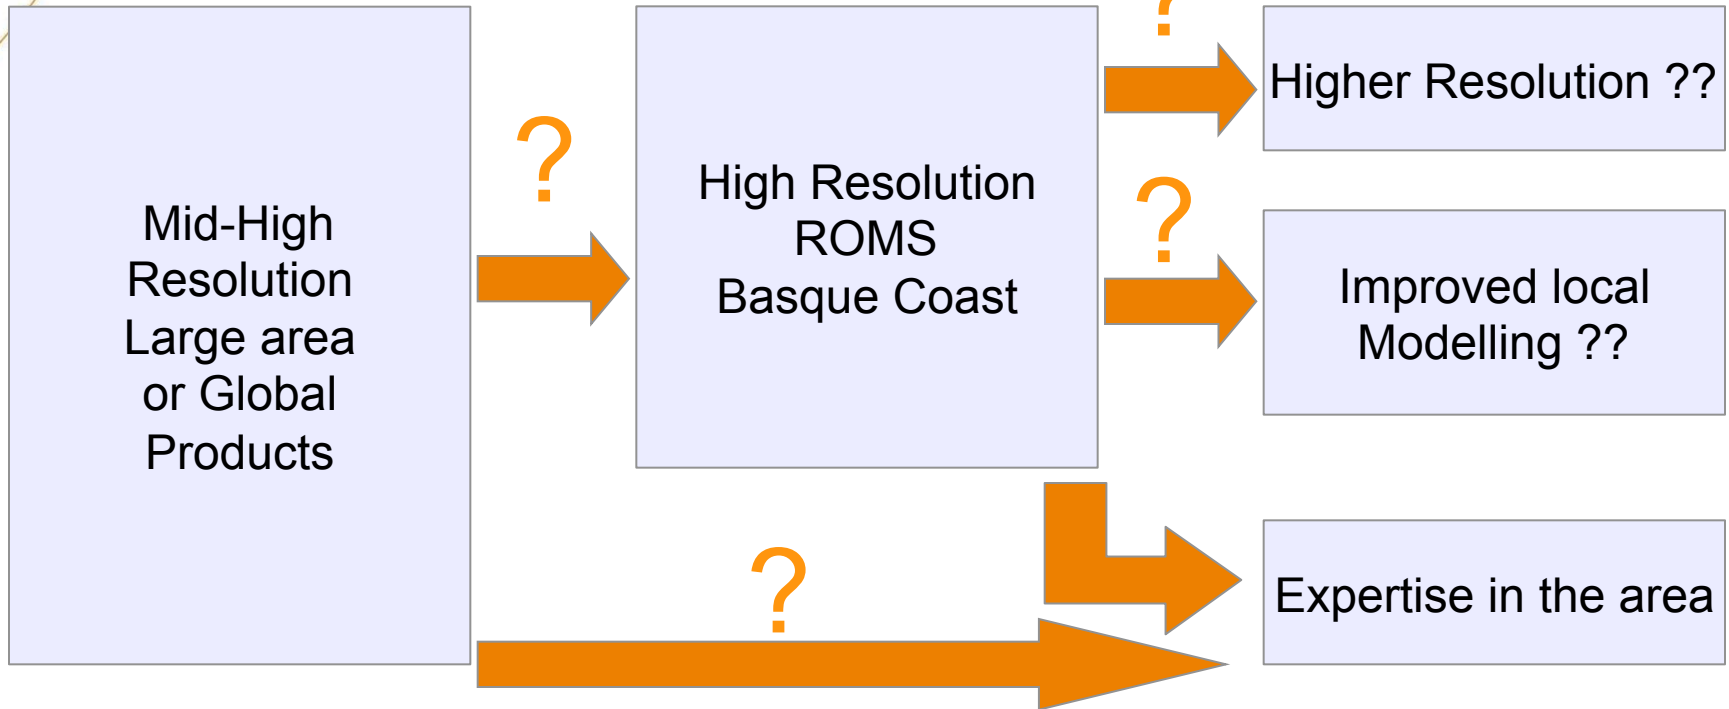 Mid-High
Resolution
Large area
or Global
Products
?
High Resolution
ROMS
Basque Coast
?
Higher Resolution ??
?
Improved local
Modelling ??
?
Expertise in the area